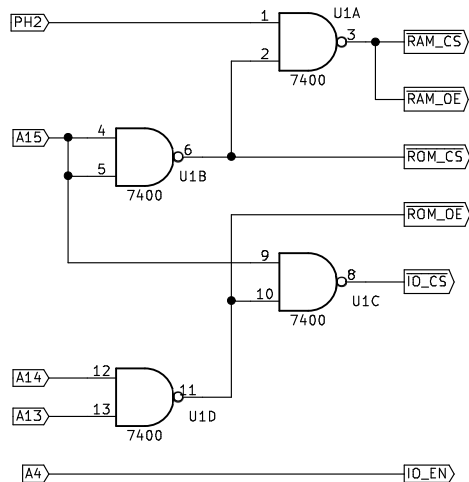 U1A
PH2 1 3 RAM_CS
2
7400
RAM_OE
A15 4 6 ROM_CS
5 U1B
7400
ROM_OE
9 8 IO_CS
10 U1C
7400
A14 12 11
A13 13 U1D
7400
A4 IO_EN